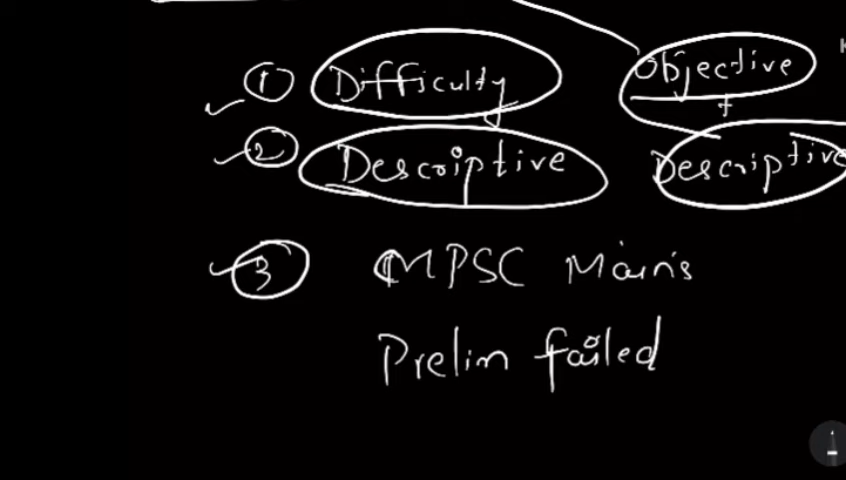 1 Difficulty Objective
+
2 Descriptive Descriptive
3 MPSC Mains
Prelim failed